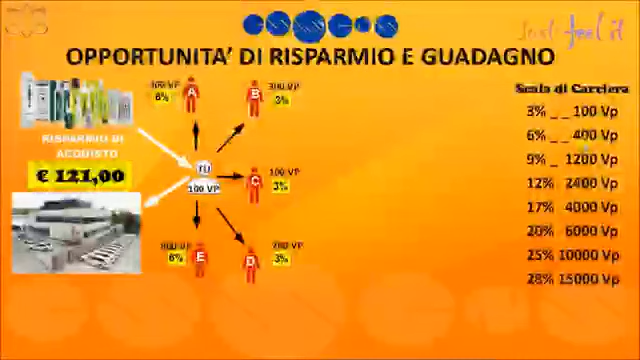 Just feel it
OPPORTUNITA' DI RISPARMIO E GUADAGNO
Scala di Carriera
3% _ _ 100 Vp
6% _ _ 400 Vp
9% _ 1200 Vp
12% 2400 Vp
17% 4000 Vp
20% 6000 Vp
25% 10000 Vp
28% 15000 Vp
RISPARMIO DI
ACQUISTO
€ 121,00
A
6%
B
3%
TU
100 VP
C
100 VP
3%
E
6%
D
3%